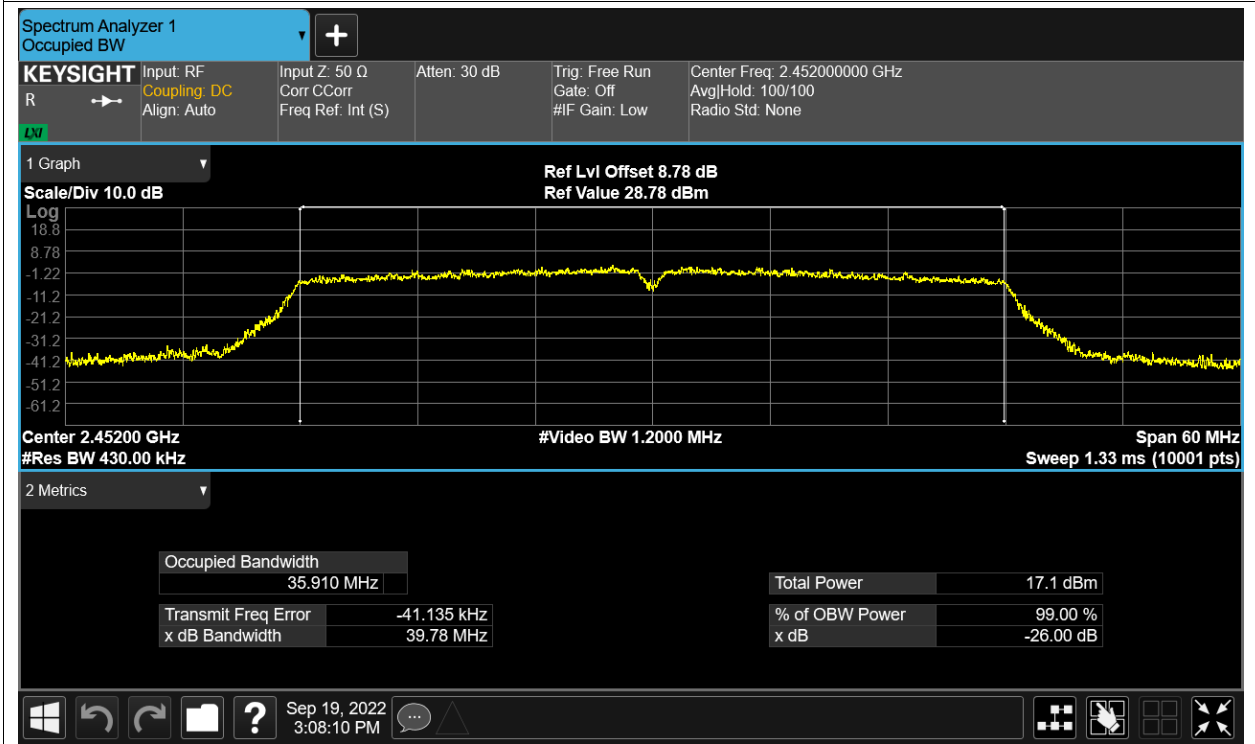 Spectrum Analyzer 1
Occupied BW
KEYSIGHT
R
LXI
Input: RF
Coupling: DC
Align: Auto
Input Z: 50 Ω
Corr CCorr
Freq Ref: Int (S)
Atten: 30 dB
Trig: Free Run
Gate: Off
#IF Gain: Low
Center Freq: 2.452000000 GHz
Avg|Hold: 100/100
Radio Std: None
1 Graph
Scale/Div 10.0 dB
Ref Lvl Offset 8.78 dB
Ref Value 28.78 dBm
Log
18.8
8.78
-1.22
-11.2
-21.2
-31.2
-41.2
-51.2
-61.2
Center 2.45200 GHz
#Video BW 1.2000 MHz
Span 60 MHz
#Res BW 430.00 kHz
Sweep 1.33 ms (10001 pts)
2 Metrics
Occupied Bandwidth
35.910 MHz
Total Power 17.1 dBm
Transmit Freq Error -41.135 kHz
% of OBW Power 99.00 %
x dB Bandwidth 39.78 MHz
x dB -26.00 dB
?
Sep 19, 2022
3:08:10 PM